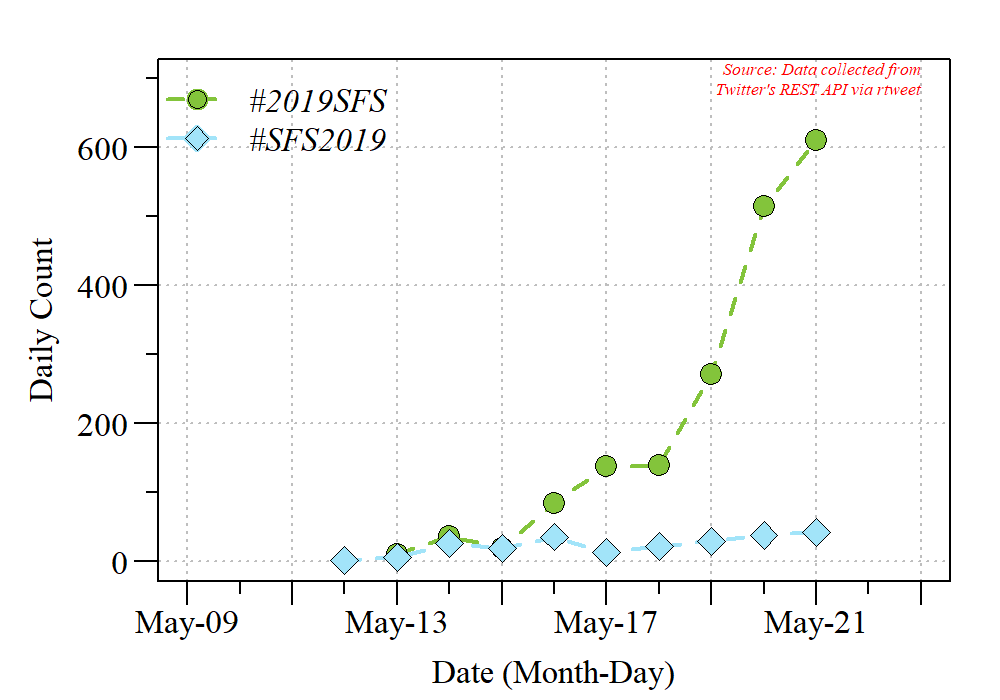 Source: Data collected from
Twitter's REST API via rtweet
#2019SFS
#SFS2019
600
400
200
0
Daily Count
May-09 May-13 May-17 May-21
Date (Month-Day)